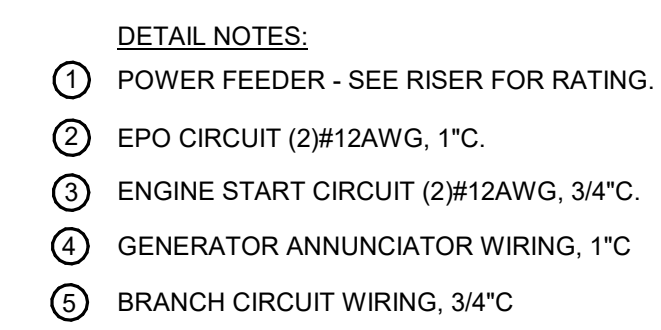 DETAIL NOTES:
1 POWER FEEDER - SEE RISER FOR RATING.
2 EPO CIRCUIT (2)#12AWG, 1"C.
3 ENGINE START CIRCUIT (2)#12AWG, 3/4"C.
4 GENERATOR ANNUNCIATOR WIRING, 1"C
5 BRANCH CIRCUIT WIRING, 3/4"C